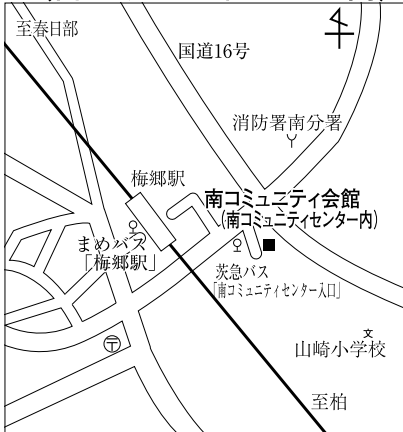 至春日部
国道16号
消防署南分署
梅郷駅
南コミュニティ会館
(南コミュニティセンター内)
まめバス
「梅郷駅」
茨急バス
「南コミュニティセンター入口」
文
山崎小学校
至柏